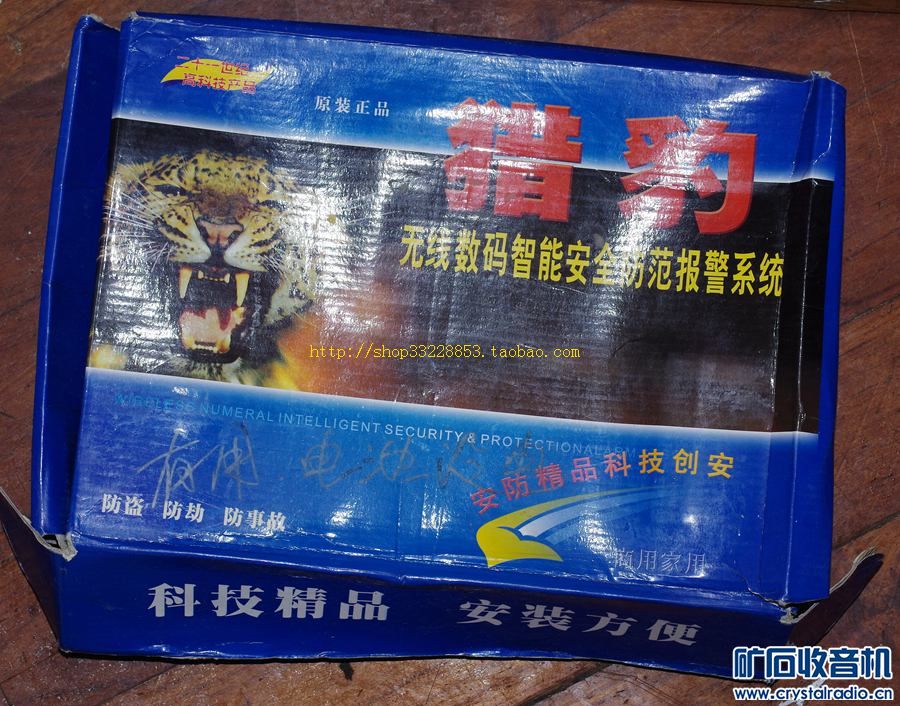 二十一世纪
高科技产品
原装正品
猎豹
无线数码智能安全防范报警系统
http://shop33228853.taobao.com
WIRELESS NUMERAL INTELLIGENT SECURITY & PROTECTIONAL
有用
安防精品科技创安
防盗 防劫 防事故
商用家用
科技精品 安装方便
矿石收音机
www.crystalradio.cn